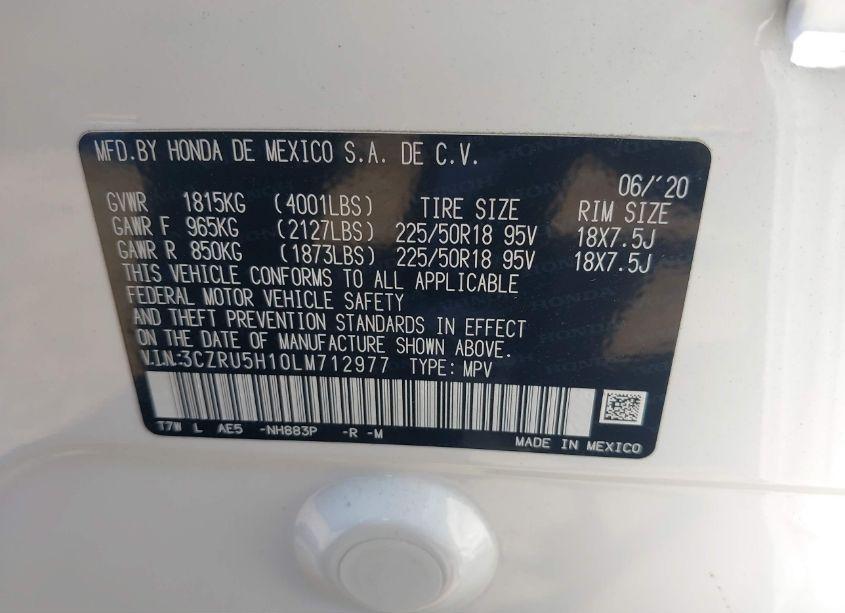 MFD.BY HONDA DE MEXICO S.A. DE C.V.
06/'20
GVWR 1815KG (4001LBS) TIRE SIZE RIM SIZE
GAWR F 965KG (2127LBS) 225/50R18 95V 18X7.5J
GAWR R 850KG (1873LBS) 225/50R18 95V 18X7.5J
THIS VEHICLE CONFORMS TO ALL APPLICABLE
FEDERAL MOTOR VEHICLE SAFETY
AND THEFT PREVENTION STANDARDS IN EFFECT
ON THE DATE OF MANUFACTURE SHOWN ABOVE.
V.I.N.:3CZRU5H10LM712977 TYPE: MPV
T7W L AE5 -NH883P -R -M
MADE IN MEXICO